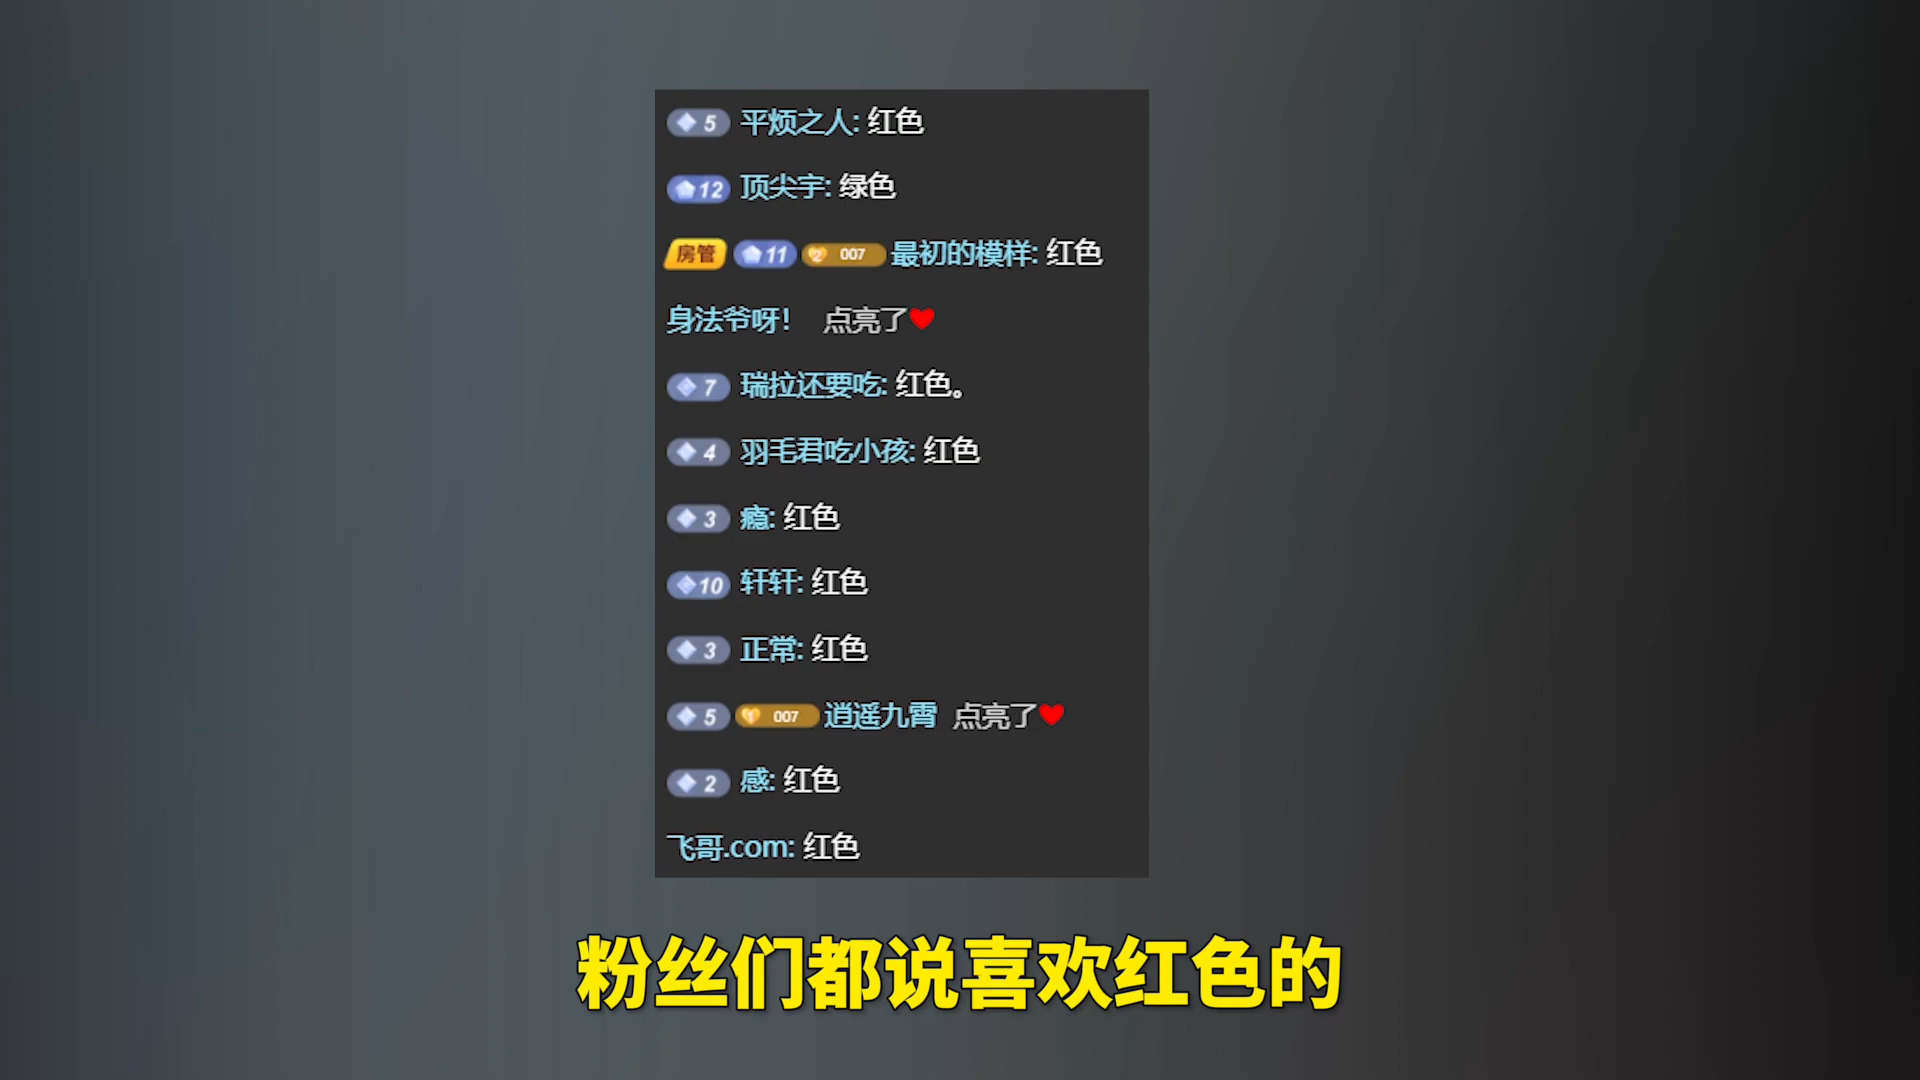 5 平烦之人: 红色
12 顶尖宇: 绿色
房管 11 2 007 最初的模样: 红色
身法爷呀! 点亮了
7 瑞拉还要吃: 红色。
4 羽毛君吃小孩: 红色
3 瘾: 红色
10 轩轩: 红色
3 正常: 红色
5 1 007 逍遥九霄 点亮了
2 感: 红色
飞哥.com: 红色
粉丝们都说喜欢红色的